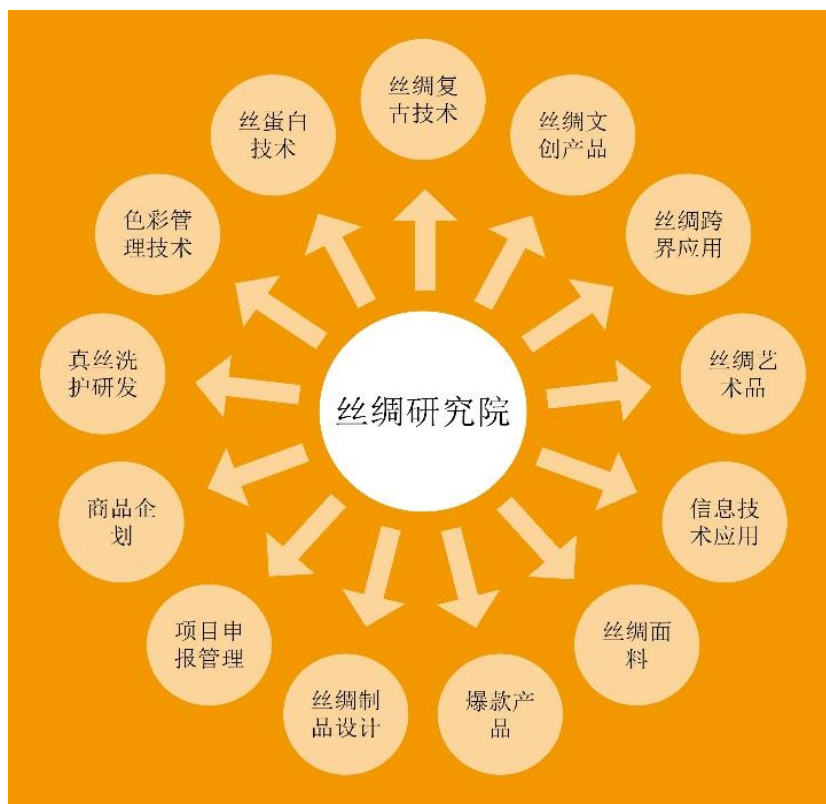 丝绸复
古技术
丝绸文
创产品
丝绸跨
界应用
丝绸艺
术品
信息技
术应用
丝绸面
料
爆款产
品
丝绸制
品设计
项目申
报管理
商品企
划
真丝洗
护研发
色彩管
理技术
丝蛋白
技术
丝绸研究院